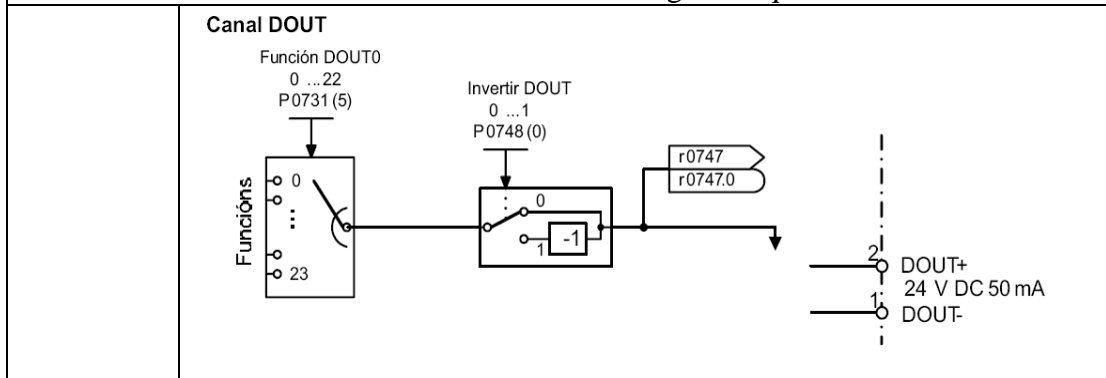 Canal DOUT
Función DOUT0
0 ...22
P0731 (5)
Invertir DOUT
0 ...1
P0748 (0)
r0747
r0747.0
Funcións
0
23
0
1
-1
2
DOUT+
24 V DC 50 mA
1
DOUT-